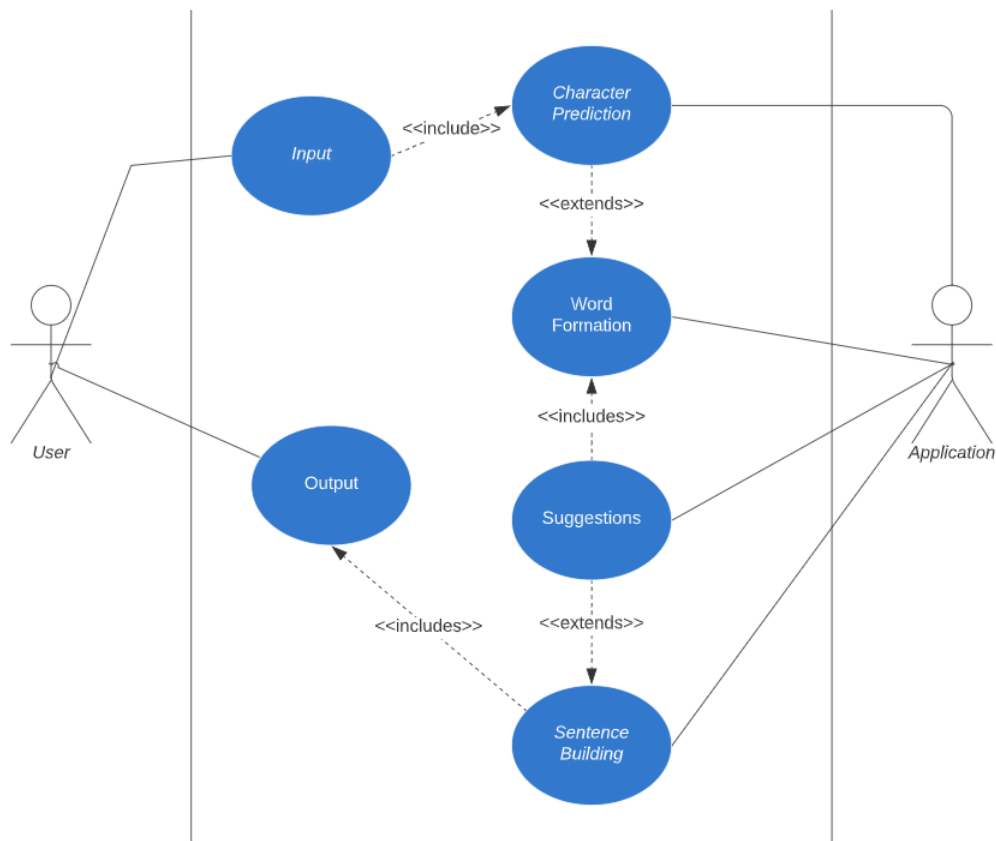 Character
Prediction
<<include>>
Input
<<extends>>
Word
Formation
<<includes>>
User
Application
Output
Suggestions
<<includes>>
<<extends>>
Sentence
Building